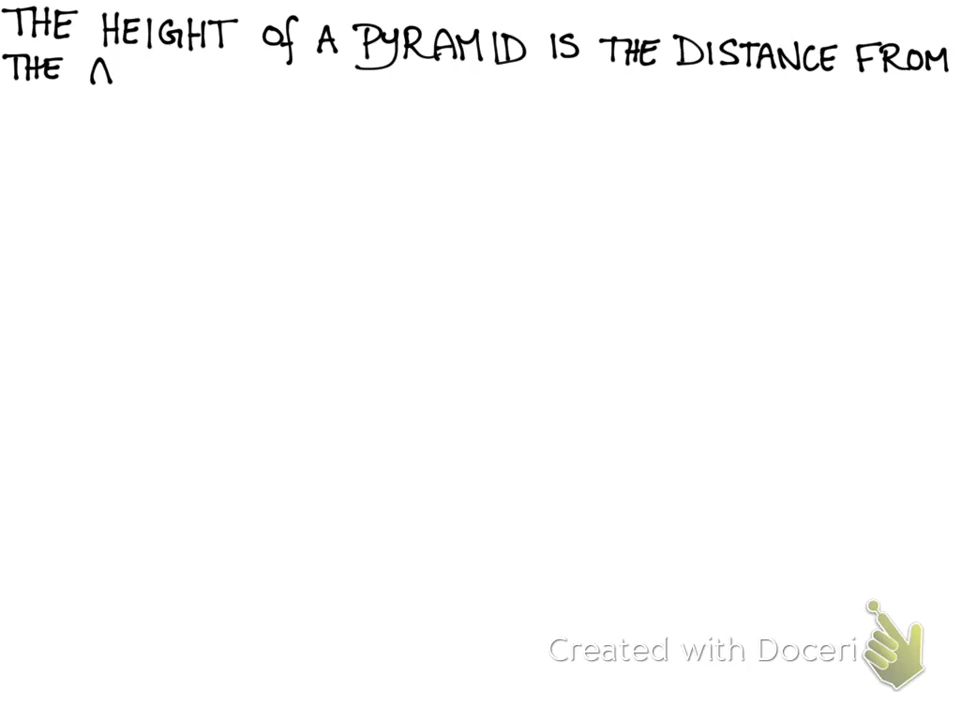 THE HEIGHT Of A PYRAMID IS THE DISTANCE FROM
THE
Created with Doceri